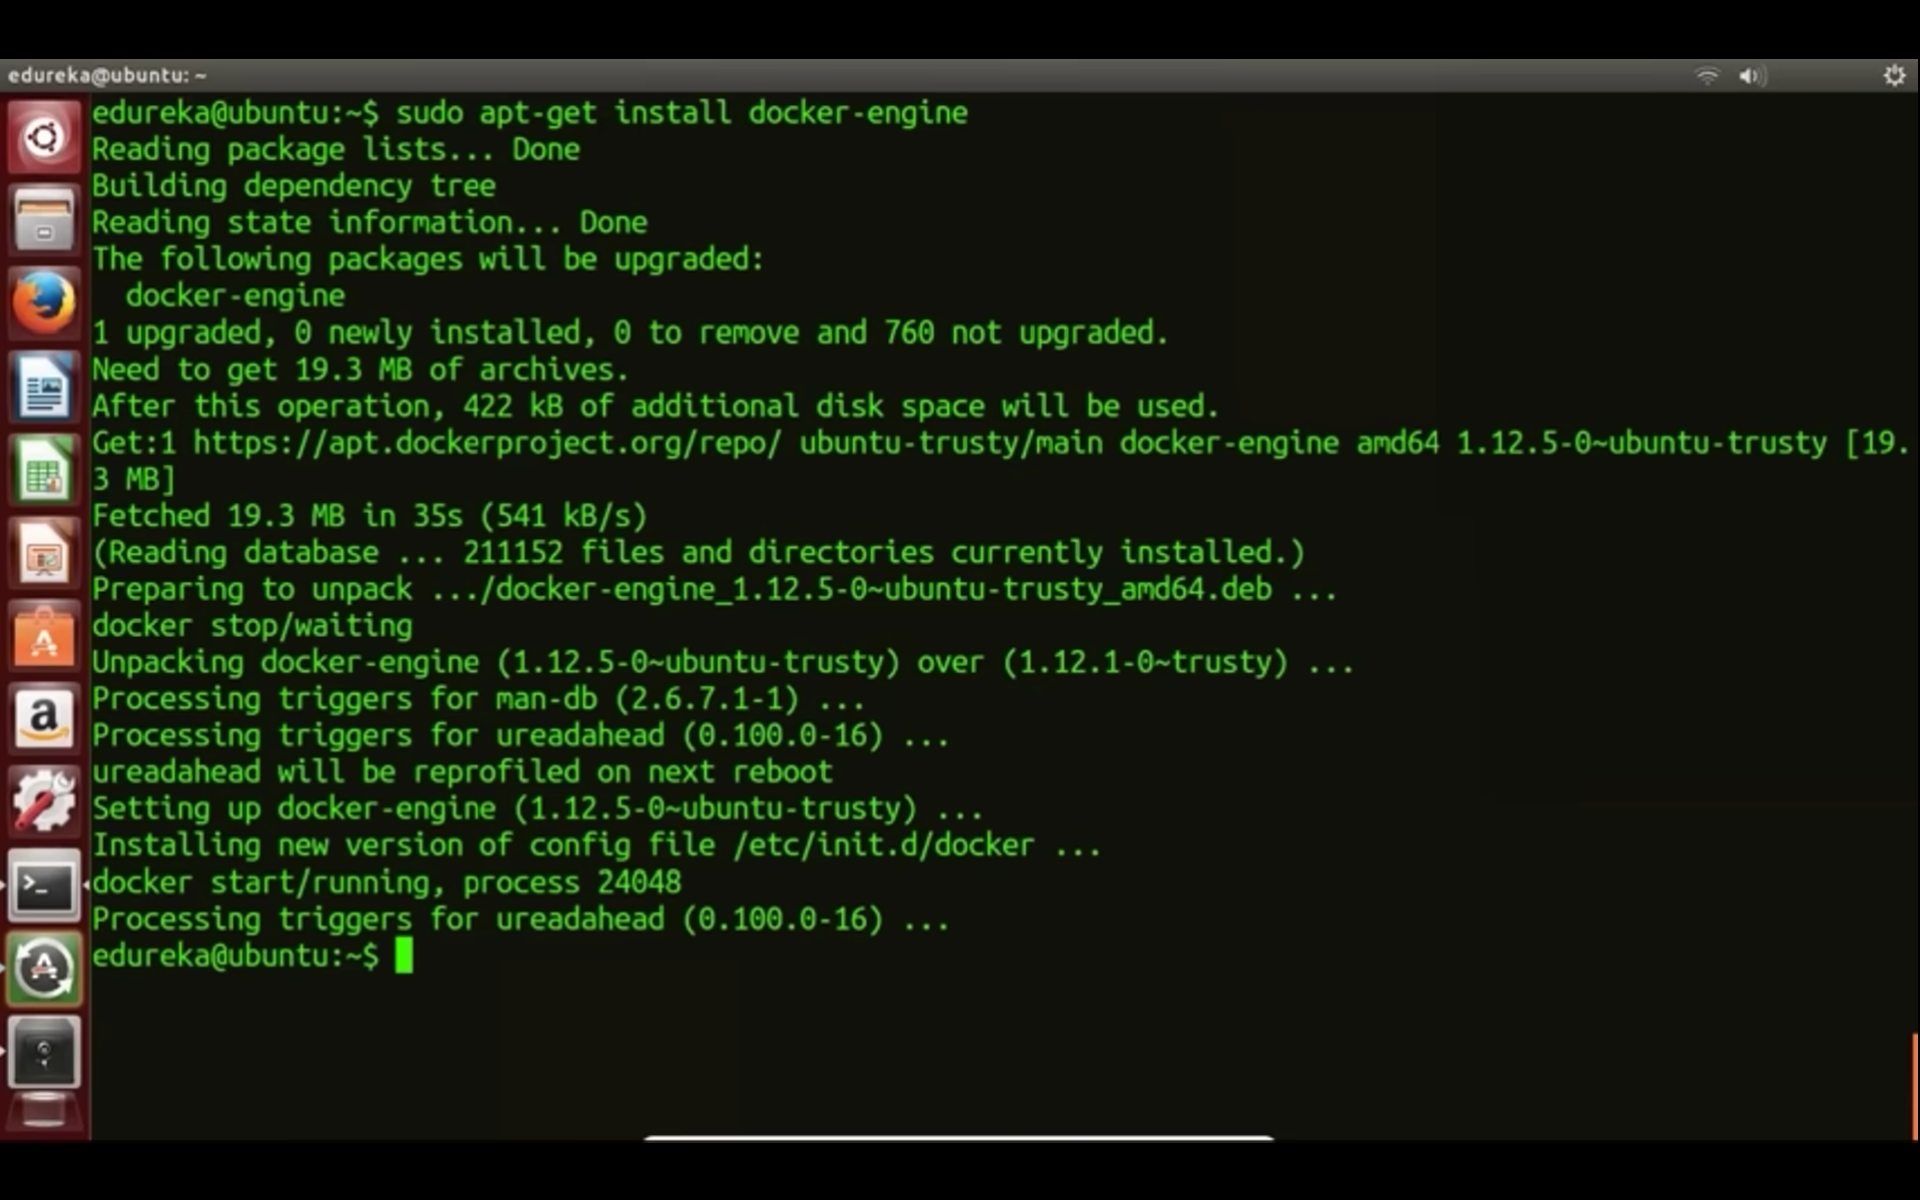 edureka@ubuntu: ~
edureka@ubuntu:~$ sudo apt-get install docker-engine
Reading package lists... Done
Building dependency tree
Reading state information... Done
The following packages will be upgraded:
  docker-engine
1 upgraded, 0 newly installed, 0 to remove and 760 not upgraded.
Need to get 19.3 MB of archives.
After this operation, 422 kB of additional disk space will be used.
Get:1 https://apt.dockerproject.org/repo/ ubuntu-trusty/main docker-engine amd64 1.12.5-0~ubuntu-trusty [19.
3 MB]
Fetched 19.3 MB in 35s (541 kB/s)
(Reading database ... 211152 files and directories currently installed.)
Preparing to unpack .../docker-engine_1.12.5-0~ubuntu-trusty_amd64.deb ...
docker stop/waiting
Unpacking docker-engine (1.12.5-0~ubuntu-trusty) over (1.12.1-0~trusty) ...
Processing triggers for man-db (2.6.7.1-1) ...
Processing triggers for ureadahead (0.100.0-16) ...
ureadahead will be reprofiled on next reboot
Setting up docker-engine (1.12.5-0~ubuntu-trusty) ...
Installing new version of config file /etc/init.d/docker ...
docker start/running, process 24048
Processing triggers for ureadahead (0.100.0-16) ...
edureka@ubuntu:~$